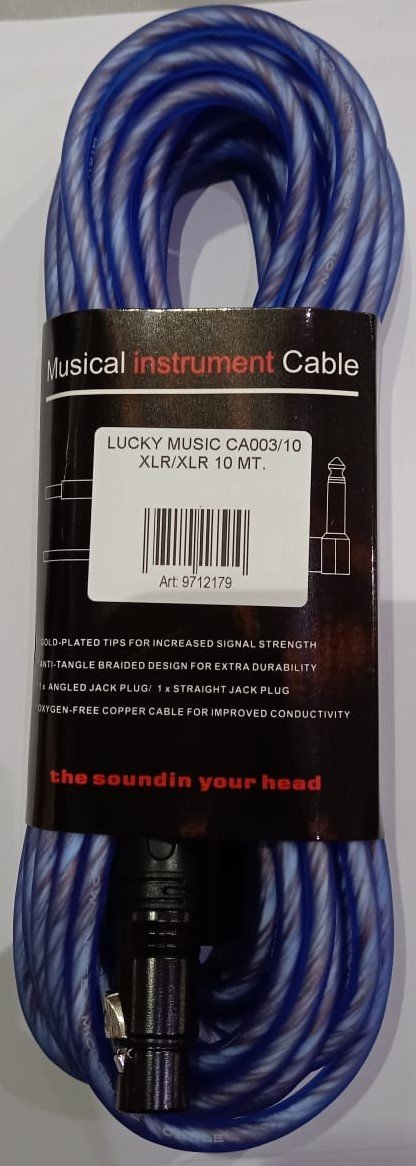 Musical instrument Cable
LUCKY MUSIC CA003/10
XLR/XLR 10 MT.
Art: 9712179
GOLD-PLATED TIPS FOR INCREASED SIGNAL STRENGTH
ANTI-TANGLE BRAIDED DESIGN FOR EXTRA DURABILITY
1 x ANGLED JACK PLUG/ 1 x STRAIGHT JACK PLUG
OXYGEN-FREE COPPER CABLE FOR IMPROVED CONDUCTIVITY
the soundin your head
CABLE